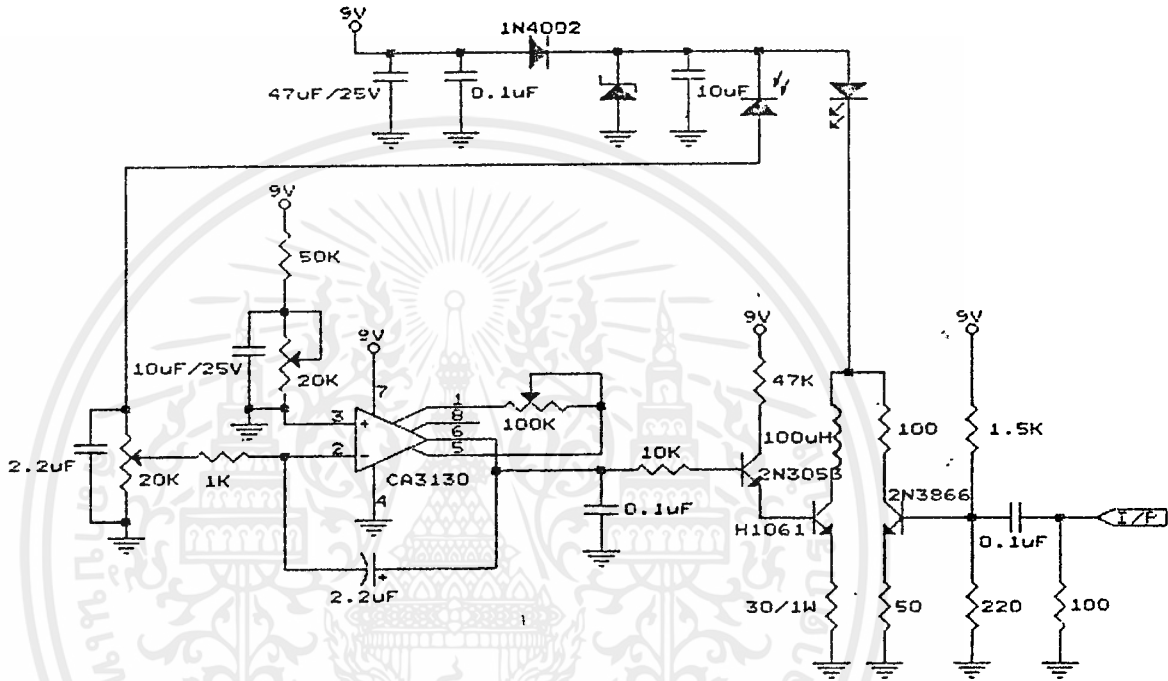 9V
1N4002
47uF/25V
0.1uF
10uF
9V
50K
10uF/25V
20K
9V
7
3
+
2
-
1
8
6
5
4
CA3130
100K
2.2uF
20K
1K
2.2uF
+
0.1uF
10K
9V
47K
2N3053
100uH
H1061
30/1W
100
2N3866
50
9V
1.5K
220
0.1uF
100
I/P